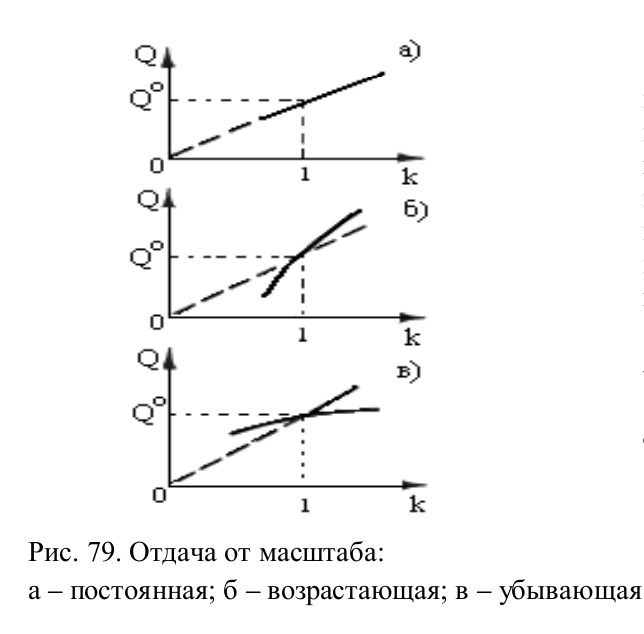 Q
а)
Q°
0
1
k
Q
б)
Q°
0
1
k
Q
в)
Q°
0
1
k
Рис. 79. Отдача от масштаба:
а – постоянная; б – возрастающая; в – убывающая